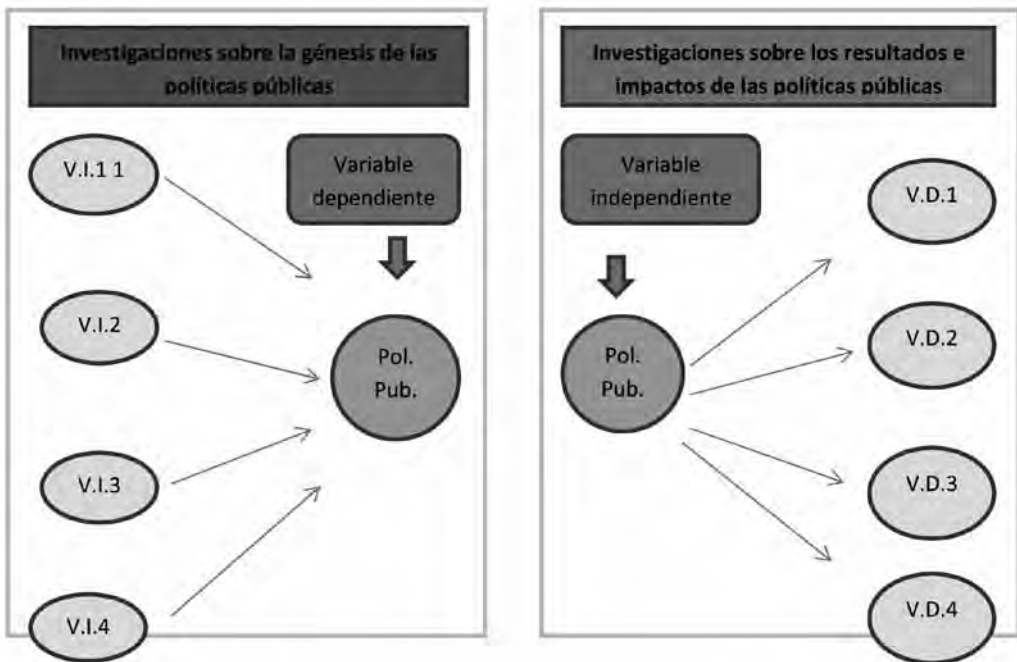 Investigaciones sobre la génesis de las
políticas públicas
Variable
dependiente
V.I.1 1
V.I.2
V.I.3
V.I.4
Pol.
Pub.
Investigaciones sobre los resultados e
impactos de las políticas públicas
Variable
independiente
Pol.
Pub.
V.D.1
V.D.2
V.D.3
V.D.4